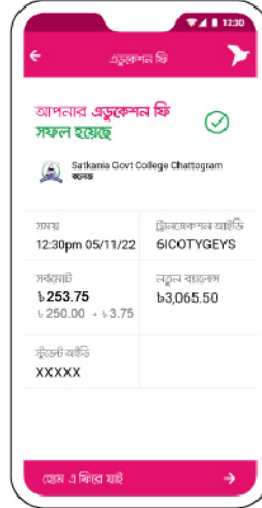 12:30
এডুকেশন ফি
আপনার এডুকেশন ফি
সফল হয়েছে
Satkania Govt College Chattogram
কলেজ
সময়
12:30pm 05/11/22
ট্রানজেকশন আইডি
6ICOTYGEYS
সর্বমোট
৳253.75
৳ 250.00 + ৳ 3.75
নতুন ব্যালেন্স
৳3,065.50
স্টুডেন্ট আইডি
XXXXX
হোম এ ফিরে যাই